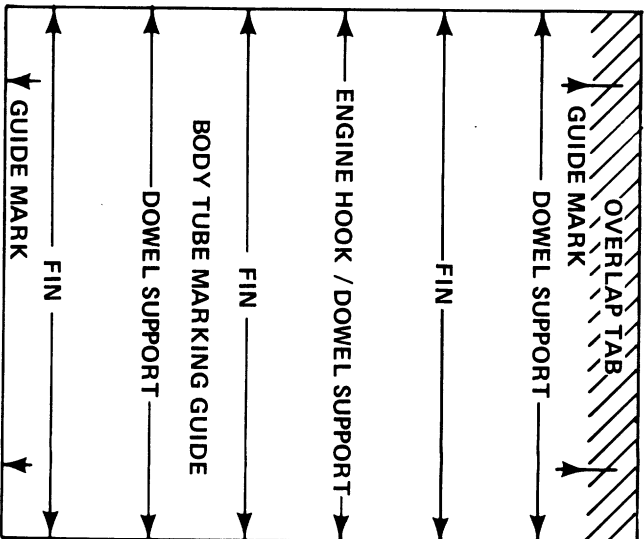 OVERLAP TAB
GUIDE MARK
DOWEL SUPPORT
FIN
ENGINE HOOK / DOWEL SUPPORT
FIN
BODY TUBE MARKING GUIDE
DOWEL SUPPORT
FIN
GUIDE MARK